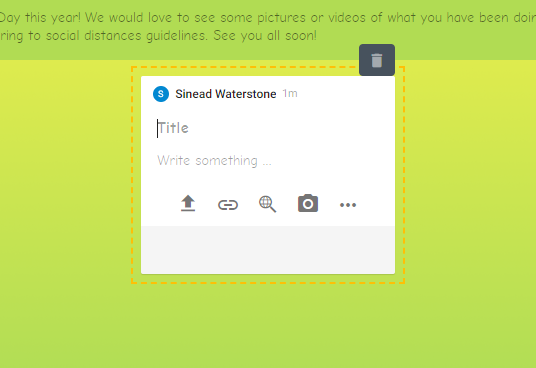 Day this year! We would love to see some pictures or videos of what you have been doin
ring to social distances guidelines. See you all soon!
S Sinead Waterstone 1m
Title
Write something ...